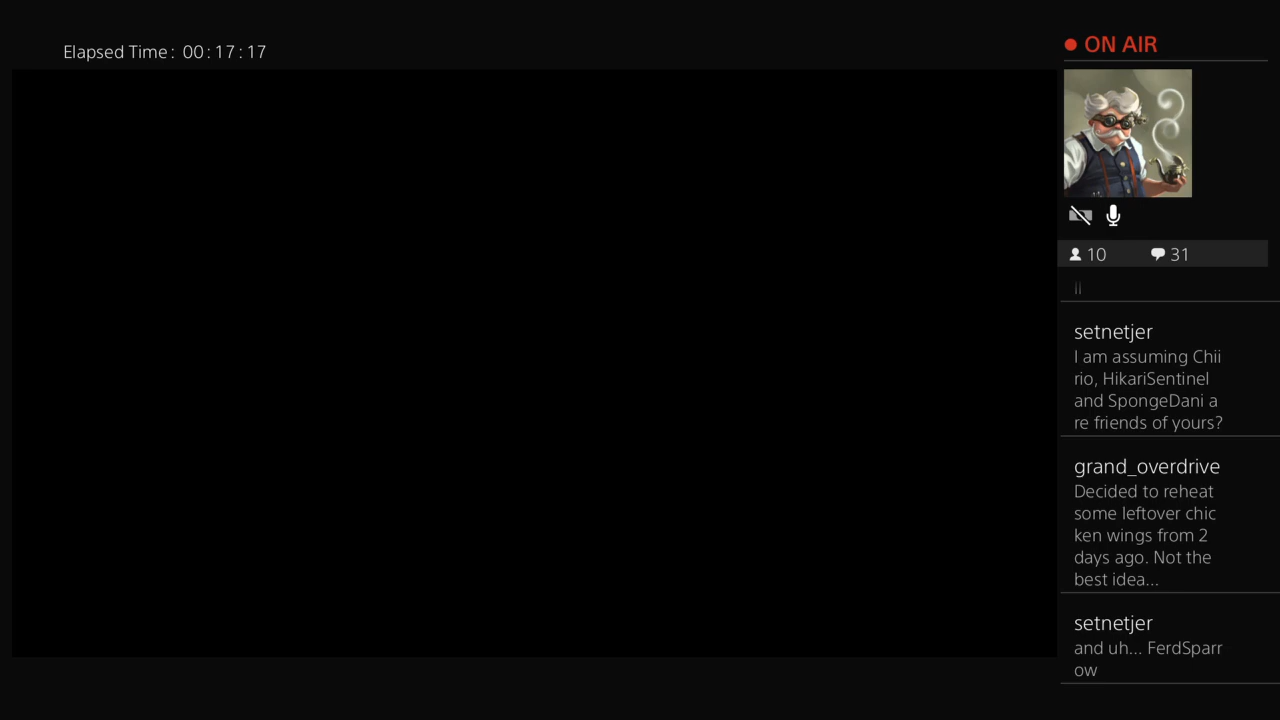 Elapsed Time: 00:17:17
ON AIR
10
31
setnetjer
I am assuming Chii
rio, HikariSentinel
and SpongeDani a
re friends of yours?
grand_overdrive
Decided to reheat
some leftover chic
ken wings from 2
days ago. Not the
best idea...
setnetjer
and uh... FerdSparr
ow